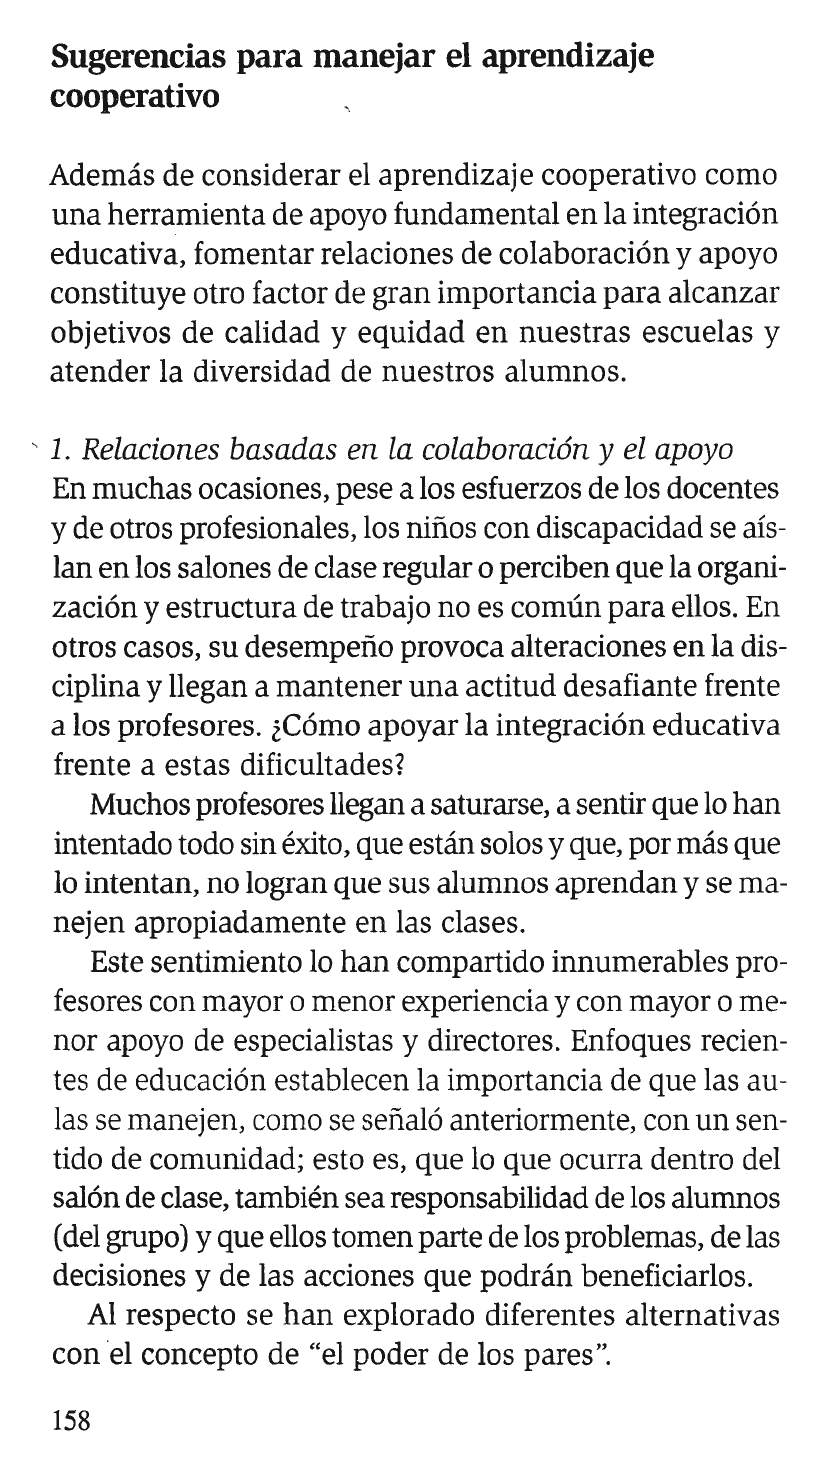 Sugerencias para manejar el aprendizaje
cooperativo
Además de considerar el aprendizaje cooperativo como
una herramienta de apoyo fundamental en la integración
educativa, fomentar relaciones de colaboración y apoyo
constituye otro factor de gran importancia para alcanzar
objetivos de calidad y equidad en nuestras escuelas y
atender la diversidad de nuestros alumnos.
1. Relaciones basadas en la colaboración y el apoyo
En muchas ocasiones, pese a los esfuerzos de los docentes
y de otros profesionales, los niños con discapacidad se aís-
lan en los salones de clase regular o perciben que la organi-
zación y estructura de trabajo no es común para ellos. En
otros casos, su desempeño provoca alteraciones en la dis-
ciplina y llegan a mantener una actitud desafiante frente
a los profesores. ¿Cómo apoyar la integración educativa
frente a estas dificultades?
Muchos profesores llegan a saturarse, a sentir que lo han
intentado todo sin éxito, que están solos y que, por más que
lo intentan, no logran que sus alumnos aprendan y se ma-
nejen apropiadamente en las clases.
Este sentimiento lo han compartido innumerables pro-
fesores con mayor o menor experiencia y con mayor o me-
nor apoyo de especialistas y directores. Enfoques recien-
tes de educación establecen la importancia de que las au-
las se manejen, como se señaló anteriormente, con un sen-
tido de comunidad; esto es, que lo que ocurra dentro del
salón de clase, también sea responsabilidad de los alumnos
(del grupo) y que ellos tomen parte de los problemas, de las
decisiones y de las acciones que podrán beneficiarlos.
Al respecto se han explorado diferentes alternativas
con el concepto de “el poder de los pares”.
158